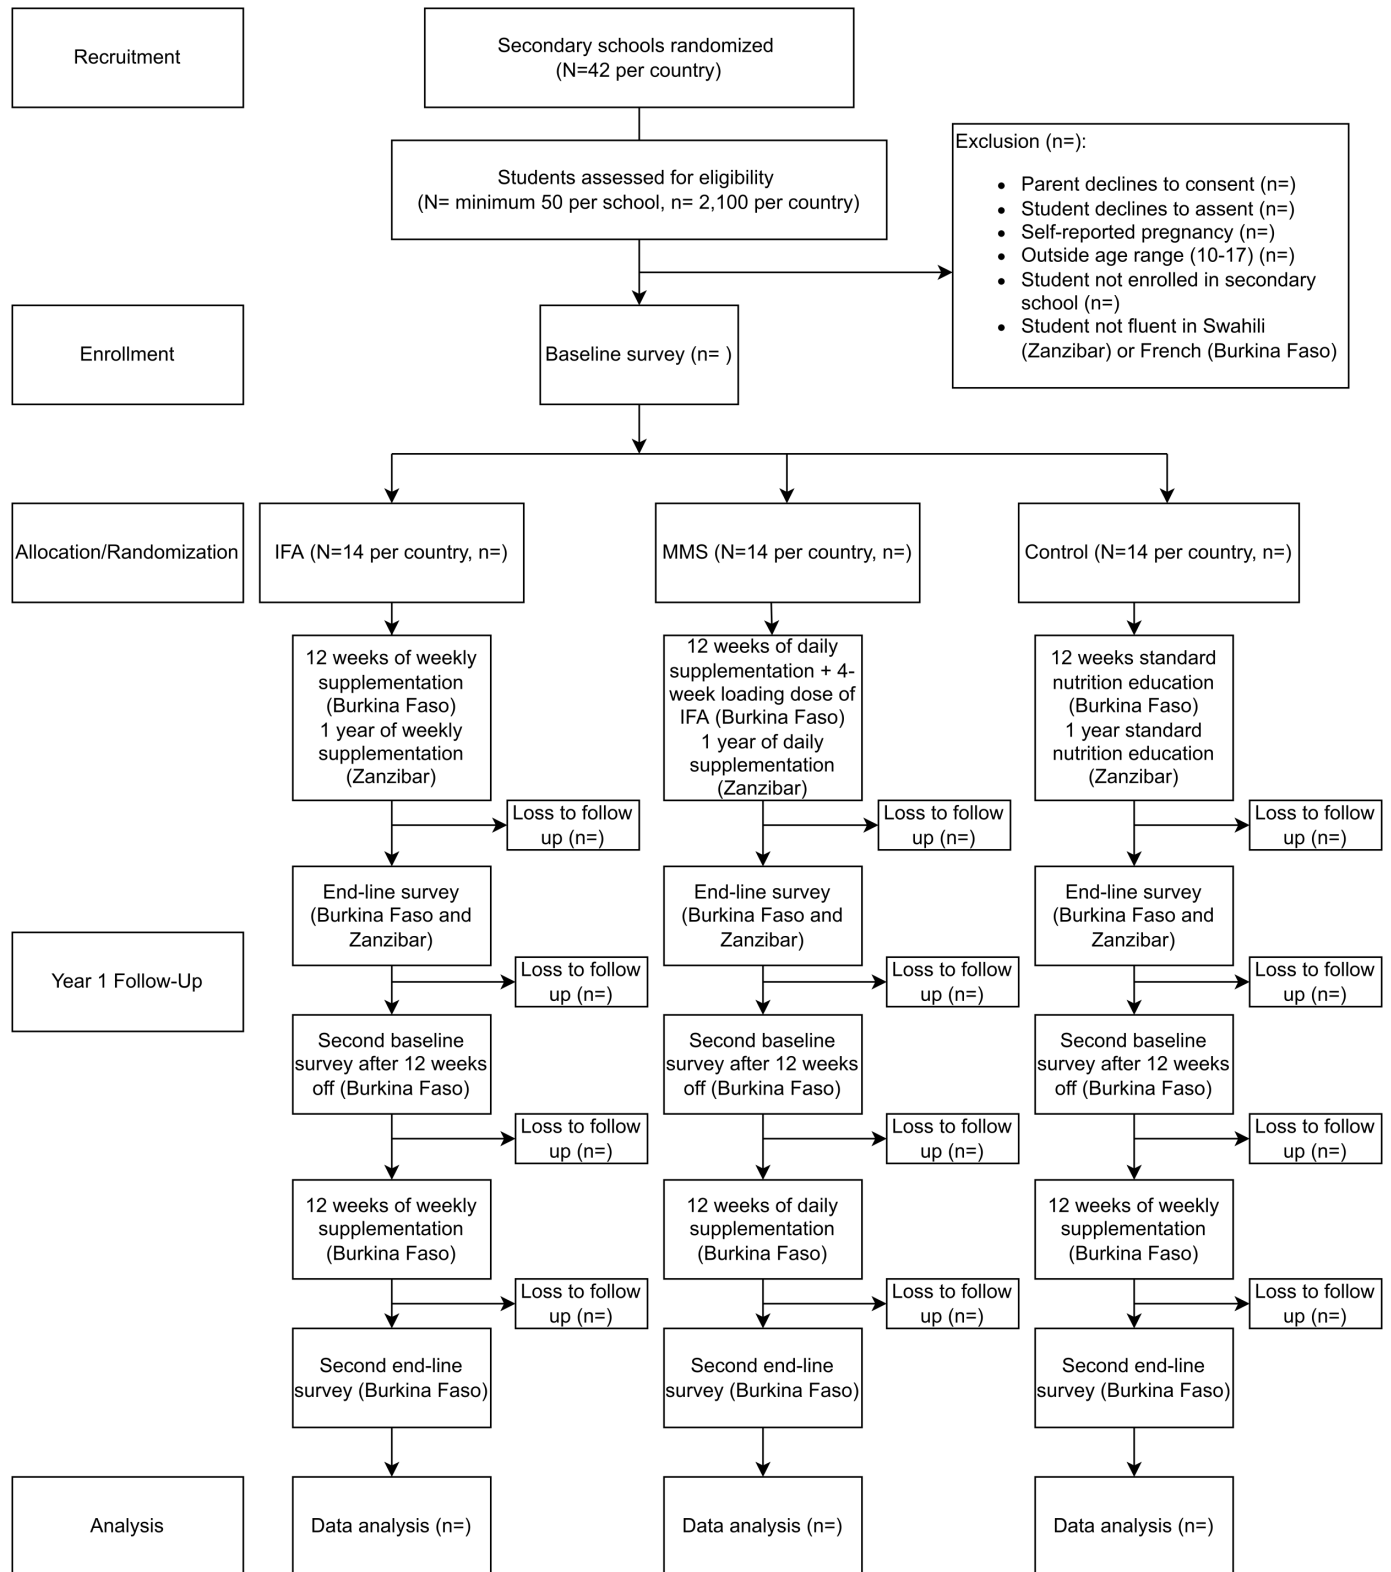 Recruitment
Secondary schools randomized
(N=42 per country)
Students assessed for eligibility
(N= minimum 50 per school, n= 2,100 per country)
Exclusion (n=):
• Parent declines to consent (n=)
• Student declines to assent (n=)
• Self-reported pregnancy (n=)
• Outside age range (10-17) (n=)
• Student not enrolled in secondary
school (n=)
• Student not fluent in Swahili
(Zanzibar) or French (Burkina Faso)
Enrollment
Baseline survey (n= )
Allocation/Randomization
IFA (N=14 per country, n=)
MMS (N=14 per country, n=)
Control (N=14 per country, n=)
12 weeks of weekly
supplementation
(Burkina Faso)
1 year of weekly
supplementation
(Zanzibar)
12 weeks of daily
supplementation + 4-
week loading dose of
IFA (Burkina Faso)
1 year of daily
supplementation
(Zanzibar)
12 weeks standard
nutrition education
(Burkina Faso)
1 year standard
nutrition education
(Zanzibar)
Loss to follow
up (n=)
Loss to follow
up (n=)
Loss to follow
up (n=)
End-line survey
(Burkina Faso and
Zanzibar)
End-line survey
(Burkina Faso and
Zanzibar)
End-line survey
(Burkina Faso and
Zanzibar)
Year 1 Follow-Up
Loss to follow
up (n=)
Loss to follow
up (n=)
Loss to follow
up (n=)
Second baseline
survey after 12 weeks
off (Burkina Faso)
Second baseline
survey after 12 weeks
off (Burkina Faso)
Second baseline
survey after 12 weeks
off (Burkina Faso)
Loss to follow
up (n=)
Loss to follow
up (n=)
Loss to follow
up (n=)
12 weeks of weekly
supplementation
(Burkina Faso)
12 weeks of daily
supplementation
(Burkina Faso)
12 weeks of weekly
supplementation
(Burkina Faso)
Loss to follow
up (n=)
Loss to follow
up (n=)
Loss to follow
up (n=)
Second end-line
survey (Burkina Faso)
Second end-line
survey (Burkina Faso)
Second end-line
survey (Burkina Faso)
Analysis
Data analysis (n=)
Data analysis (n=)
Data analysis (n=)